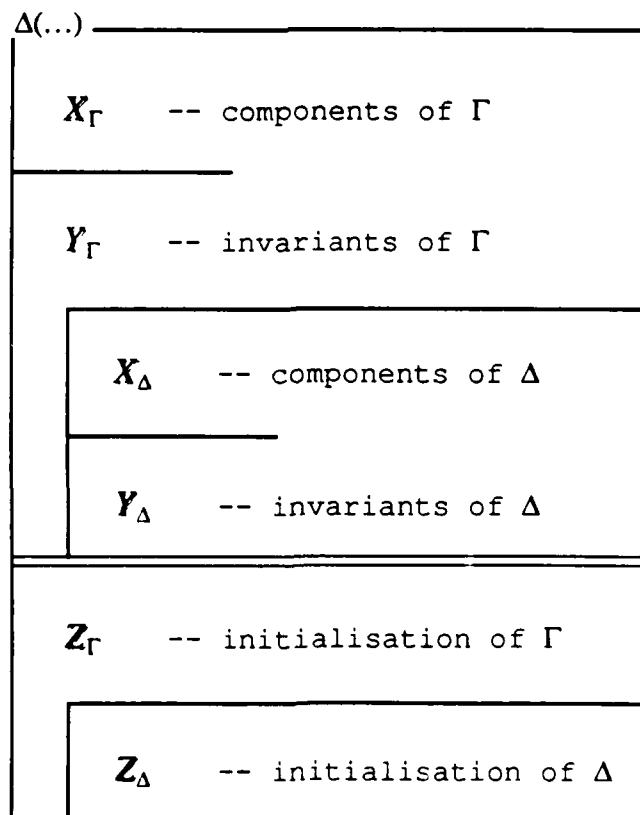 Δ(...)
X_Γ -- components of Γ
Y_Γ -- invariants of Γ
X_Δ -- components of Δ
Y_Δ -- invariants of Δ
Z_Γ -- initialisation of Γ
Z_Δ -- initialisation of Δ